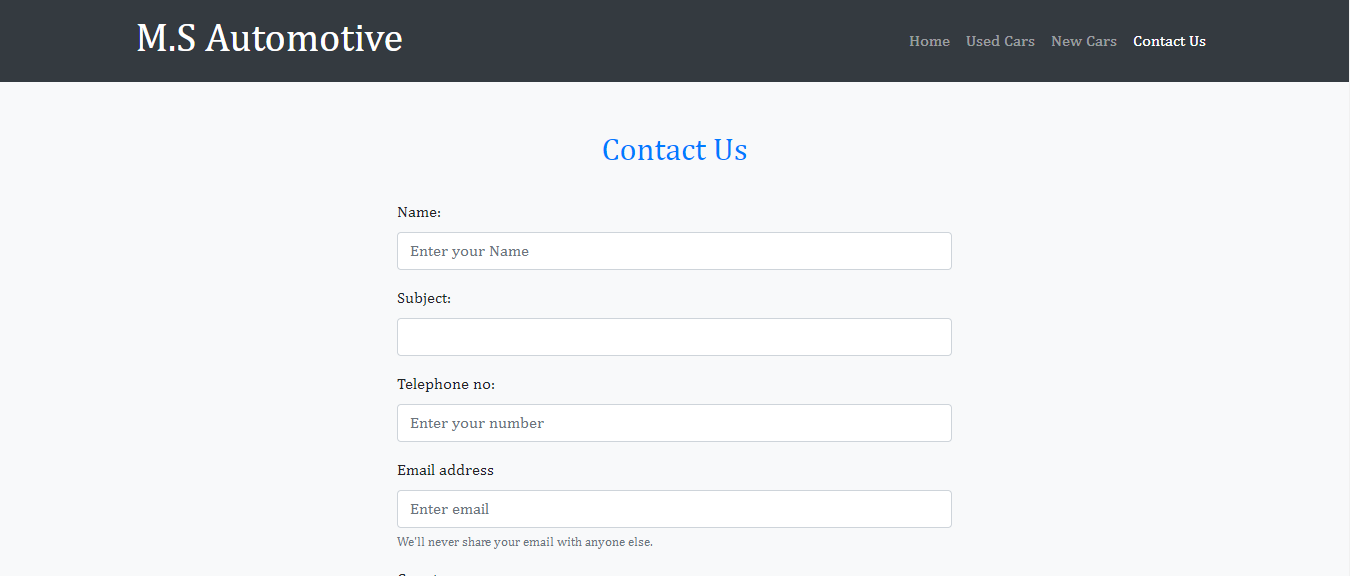 M.S Automotive
Home Used Cars New Cars Contact Us
Contact Us
Name:
Enter your Name
Subject:
Telephone no:
Enter your number
Email address
Enter email
We'll never share your email with anyone else.